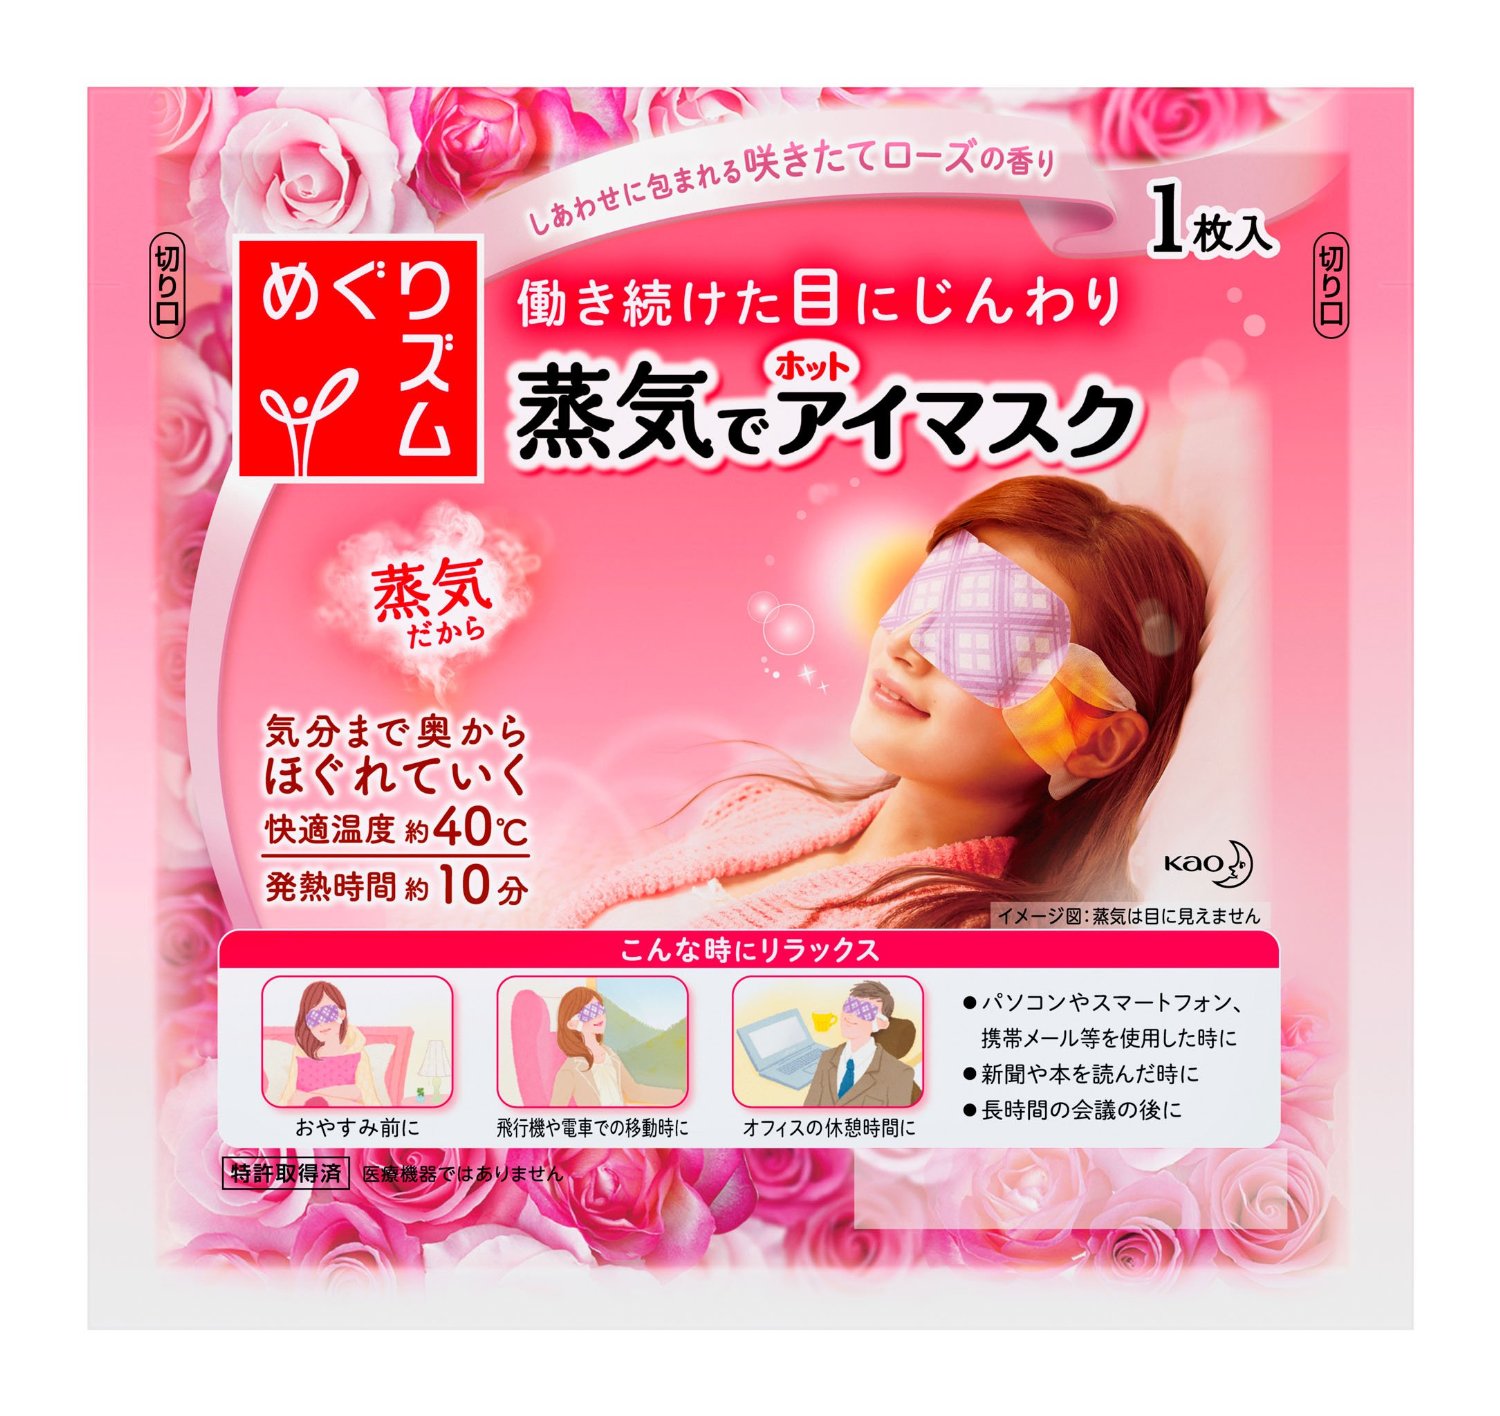 しあわせに包まれる咲きたてローズの香り
1枚入
切り口
切り口
めぐり
ズム
働き続けた目にじんわり
ホット
蒸気でアイマスク
蒸気
だから
気分まで奥から
ほぐれていく
快適温度 約40℃
発熱時間 約10分
Kao
イメージ図：蒸気は目に見えません
こんな時にリラックス
おやすみ前に
飛行機や電車での移動時に
オフィスの休憩時間に
●パソコンやスマートフォン、
携帯メール等を使用した時に
●新聞や本を読んだ時に
●長時間の会議の後に
特許取得済 医療機器ではありません